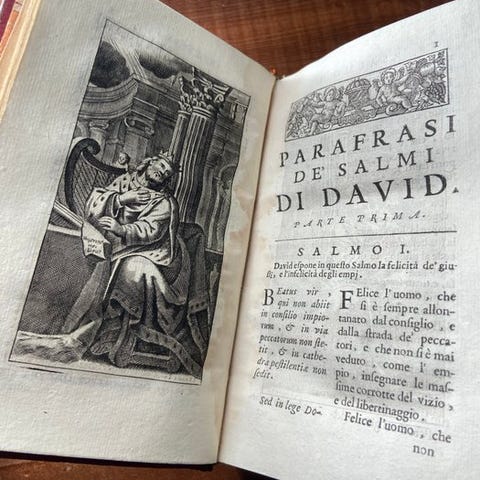 1
PARAFRASI
DE' SALMI
DI DAVID.
PARTE PRIMA.
SALMO I.
David espone in questo Salmo la felicità de' giu-
sti, e l'infelicità degli empj.
BEatus vir,
qui non abiit
in consilio impio-
rum, & in via
peccatorum non ste-
tit, & in cathe-
dra pestilentiæ non
sedit.
Sed in lege Do-
FElice l'uomo, che
si è sempre allon-
tanato dal consiglio, e
dalla strada de' pecca-
tori, e che non si è mai
veduto, come l'em-
pio, insegnare le mas-
sime corrotte del vizio,
e del libertinaggio,
Felice l'uomo, che
non